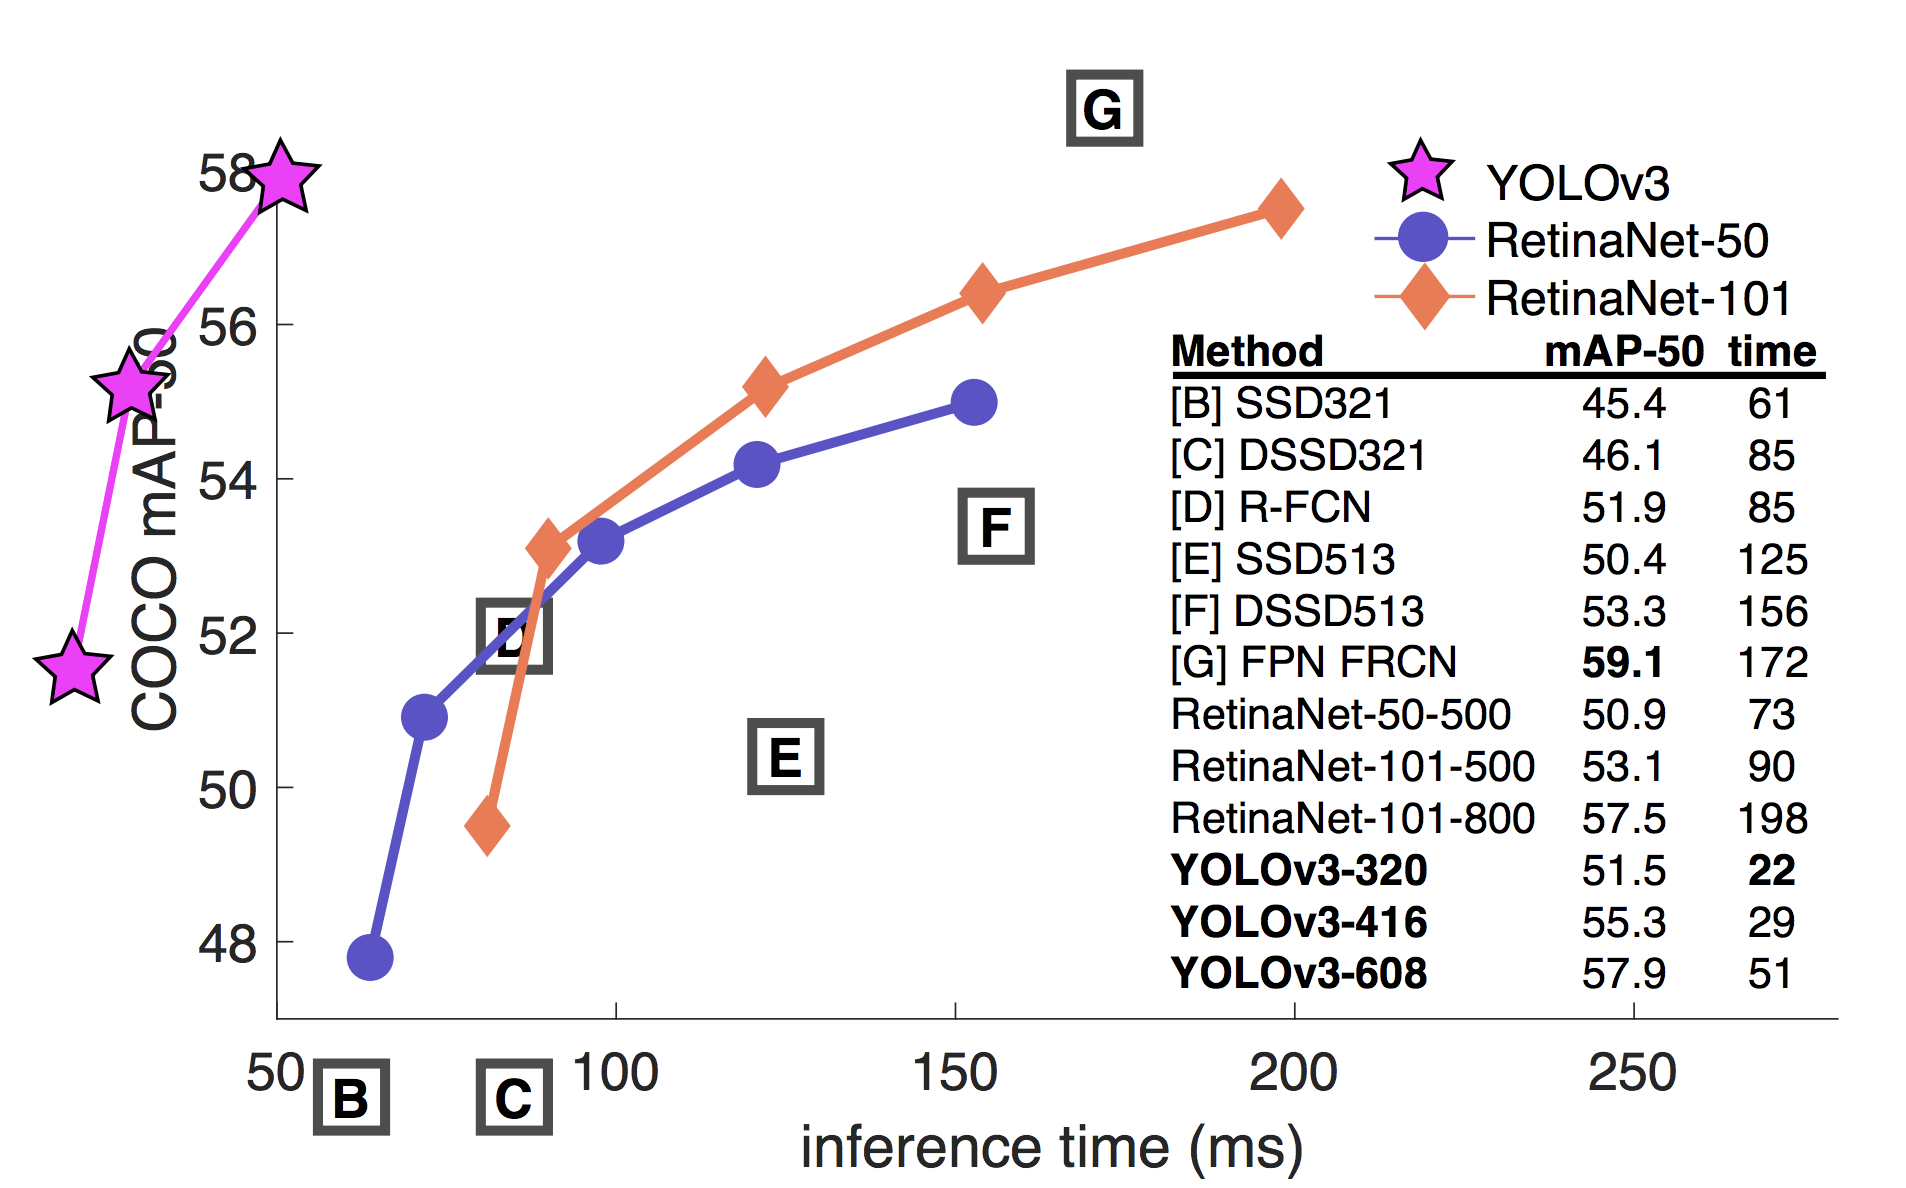 G
58
56
54
52
50
48
COCO mAP-50
D
E
F
YOLOv3
RetinaNet-50
RetinaNet-101
Method mAP-50 time
[B] SSD321 45.4 61
[C] DSSD321 46.1 85
[D] R-FCN 51.9 85
[E] SSD513 50.4 125
[F] DSSD513 53.3 156
[G] FPN FRCN 59.1 172
RetinaNet-50-500 50.9 73
RetinaNet-101-500 53.1 90
RetinaNet-101-800 57.5 198
YOLOv3-320 51.5 22
YOLOv3-416 55.3 29
YOLOv3-608 57.9 51
50 100 150 200 250
B C
inference time (ms)